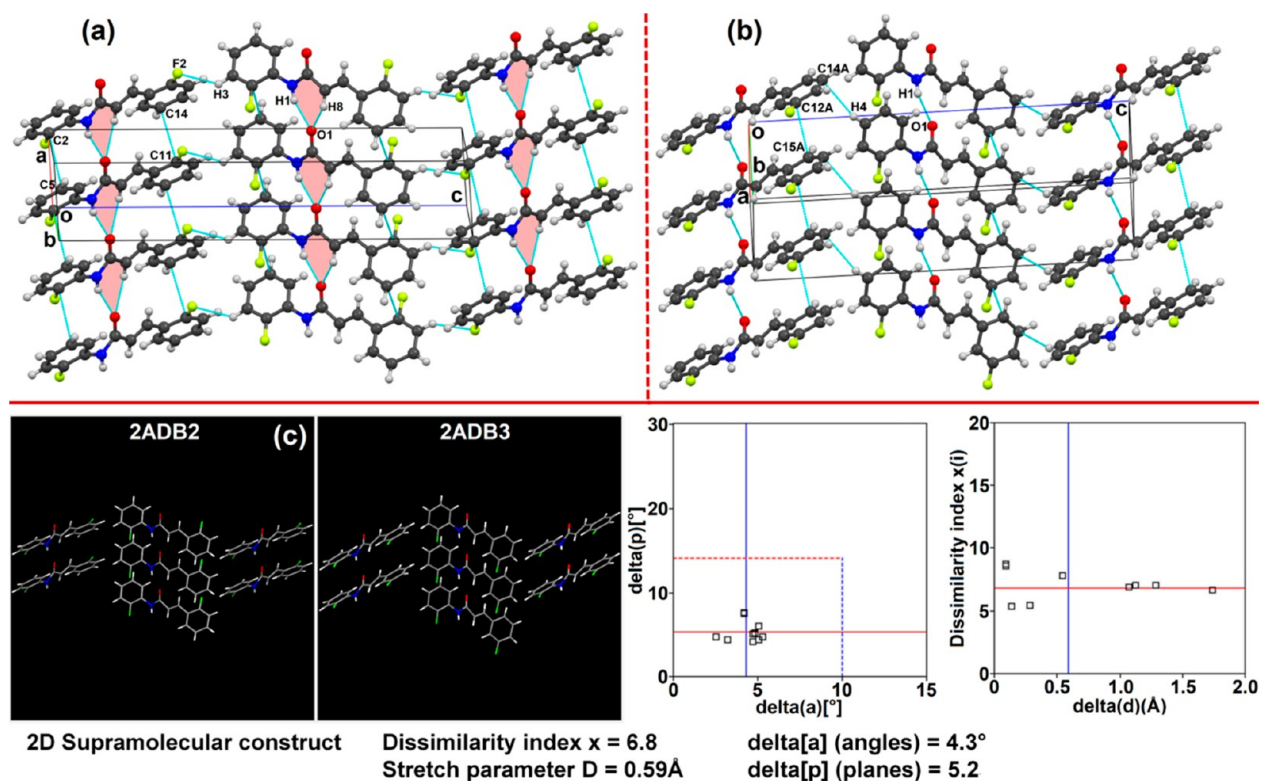 (a)
F2
H3
H1
H8
C14
O1
C2
a
C11
C5
o
c
b
(b)
C14A
C12A
H4
H1
O1
o
c
b
C15A
a
2ADB2
(c)
2ADB3
30
20
10
0
delta(p)[°]
0
5
10
15
delta(a)[°]
20
15
10
5
0
Dissimilarity index x(i)
0
0.5
1.0
1.5
2.0
delta(d)(Å)
2D Supramolecular construct
Dissimilarity index x = 6.8
delta[a] (angles) = 4.3°
Stretch parameter D = 0.59Å
delta[p] (planes) = 5.2